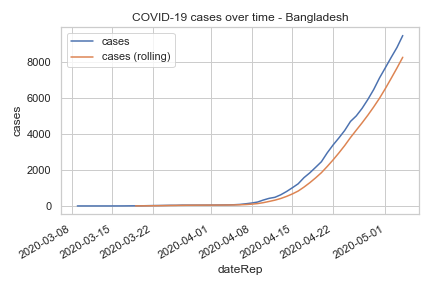 COVID-19 cases over time - Bangladesh
cases
cases (rolling)
cases
8000
6000
4000
2000
0
2020-03-08
2020-03-15
2020-03-22
2020-04-01
2020-04-08
2020-04-15
2020-04-22
2020-05-01
dateRep